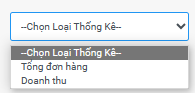 --Chọn Loại Thống Kê--
--Chọn Loại Thống Kê--
Tổng đơn hàng
Doanh thu